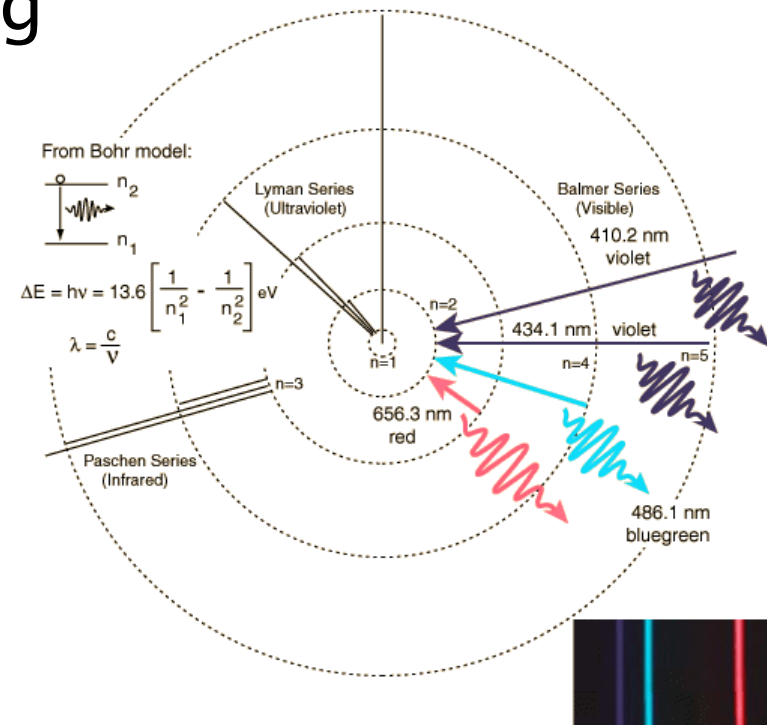 g
From Bohr model:
n2
n1
ΔE = hν = 13.6 [ 1/n1² - 1/n2² ] eV
λ = c/ν
Lyman Series
(Ultraviolet)
Balmer Series
(Visible)
410.2 nm
violet
n=2
434.1 nm violet
n=1
n=4
n=5
n=3
656.3 nm
red
Paschen Series
(Infrared)
486.1 nm
bluegreen